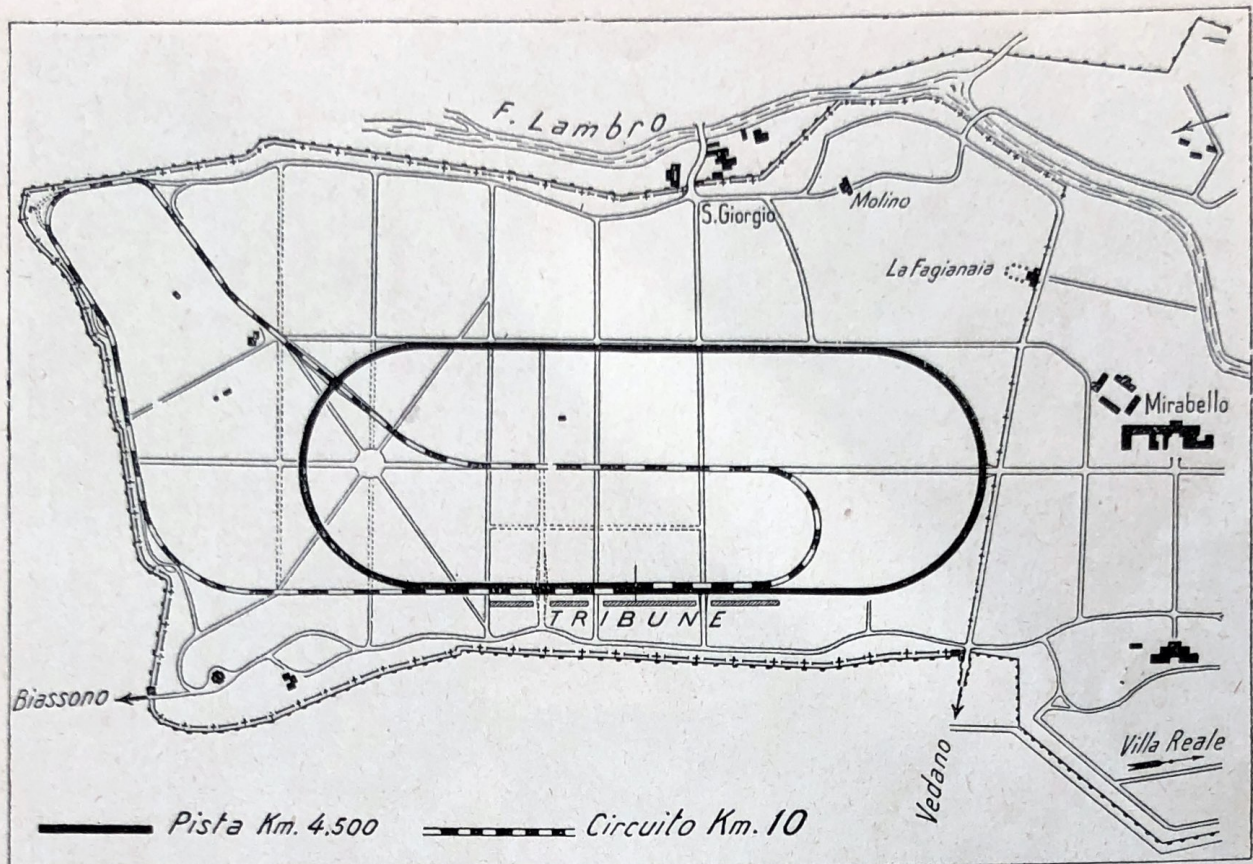 F. Lambro
S. Giorgio
Molino
La Fagianaia
Mirabello
TRIBUNE
Biassono
Vedano
Villa Reale
Pista Km. 4.500
Circuito Km. 10